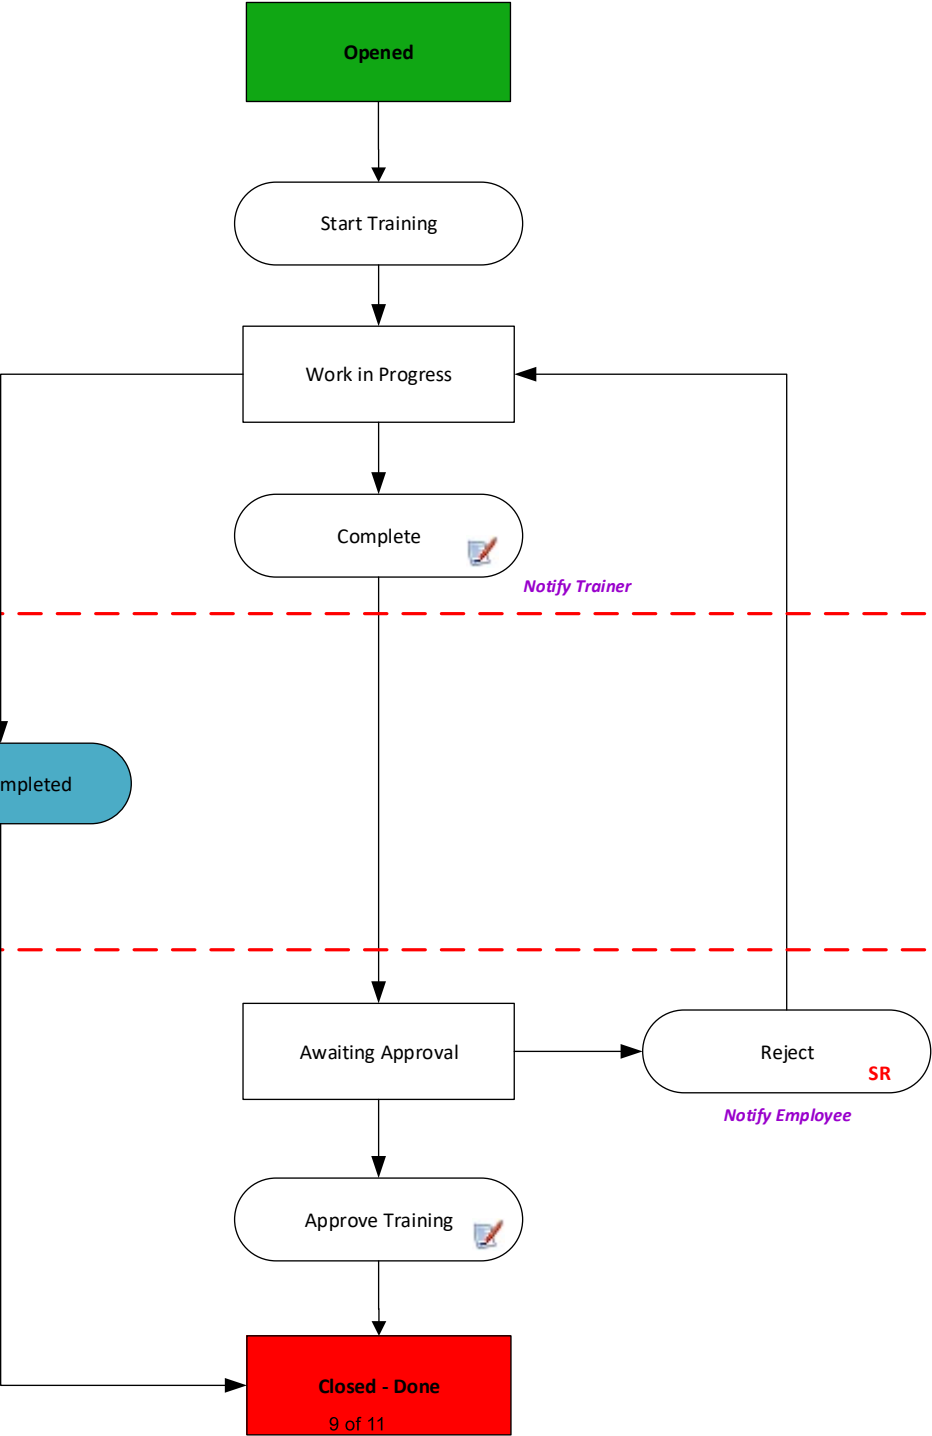 Opened
Start Training
Work in Progress
Complete
Notify Trainer
mpleted
Awaiting Approval
Reject
SR
Notify Employee
Approve Training
Closed - Done
9 of 11